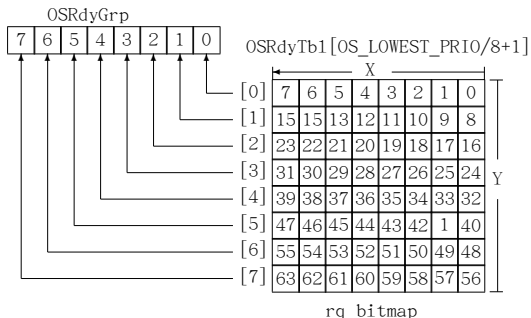 OSRdyGrp
7 6 5 4 3 2 1 0
OSRdyTb1[OS_LOWEST_PRIO/8+1]
X
[0] 7 6 5 4 3 2 1 0
[1] 15 15 13 12 11 10 9 8
[2] 23 22 21 20 19 18 17 16
[3] 31 30 29 28 27 26 25 24
Y
[4] 39 38 37 36 35 34 33 32
[5] 47 46 45 44 43 42 1 40
[6] 55 54 53 52 51 50 49 48
[7] 63 62 61 60 59 58 57 56
rq bitmap